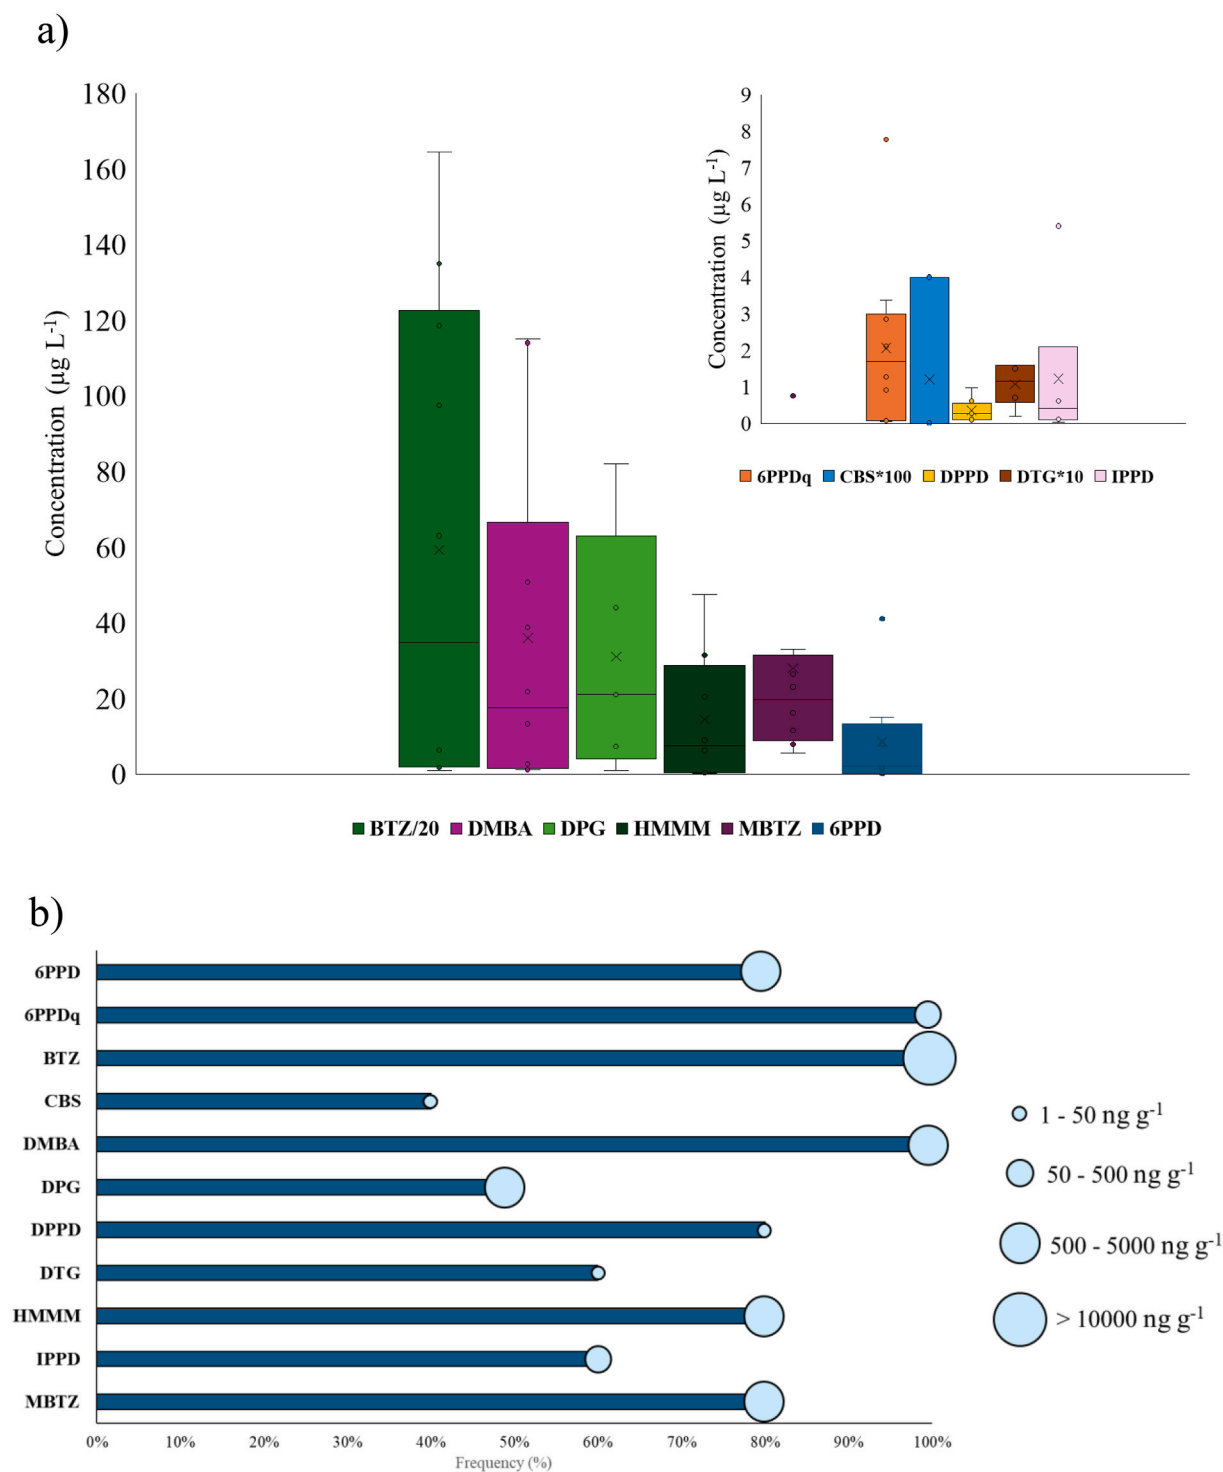 a)
180
160
140
120
100
80
60
40
20
0
Concentration (µg L⁻¹)
9
8
7
6
5
4
3
2
1
0
Concentration (µg L⁻¹)
6PPDq CBS*100 DPPD DTG*10 IPPD
BTZ/20 DMBA DPG HMMM MBTZ 6PPD
b)
6PPD
6PPDq
BTZ
CBS
DMBA
DPG
DPPD
DTG
HMMM
IPPD
MBTZ
0% 10% 20% 30% 40% 50% 60% 70% 80% 90% 100%
Frequency (%)
1 - 50 ng g⁻¹
50 - 500 ng g⁻¹
500 - 5000 ng g⁻¹
> 10000 ng g⁻¹